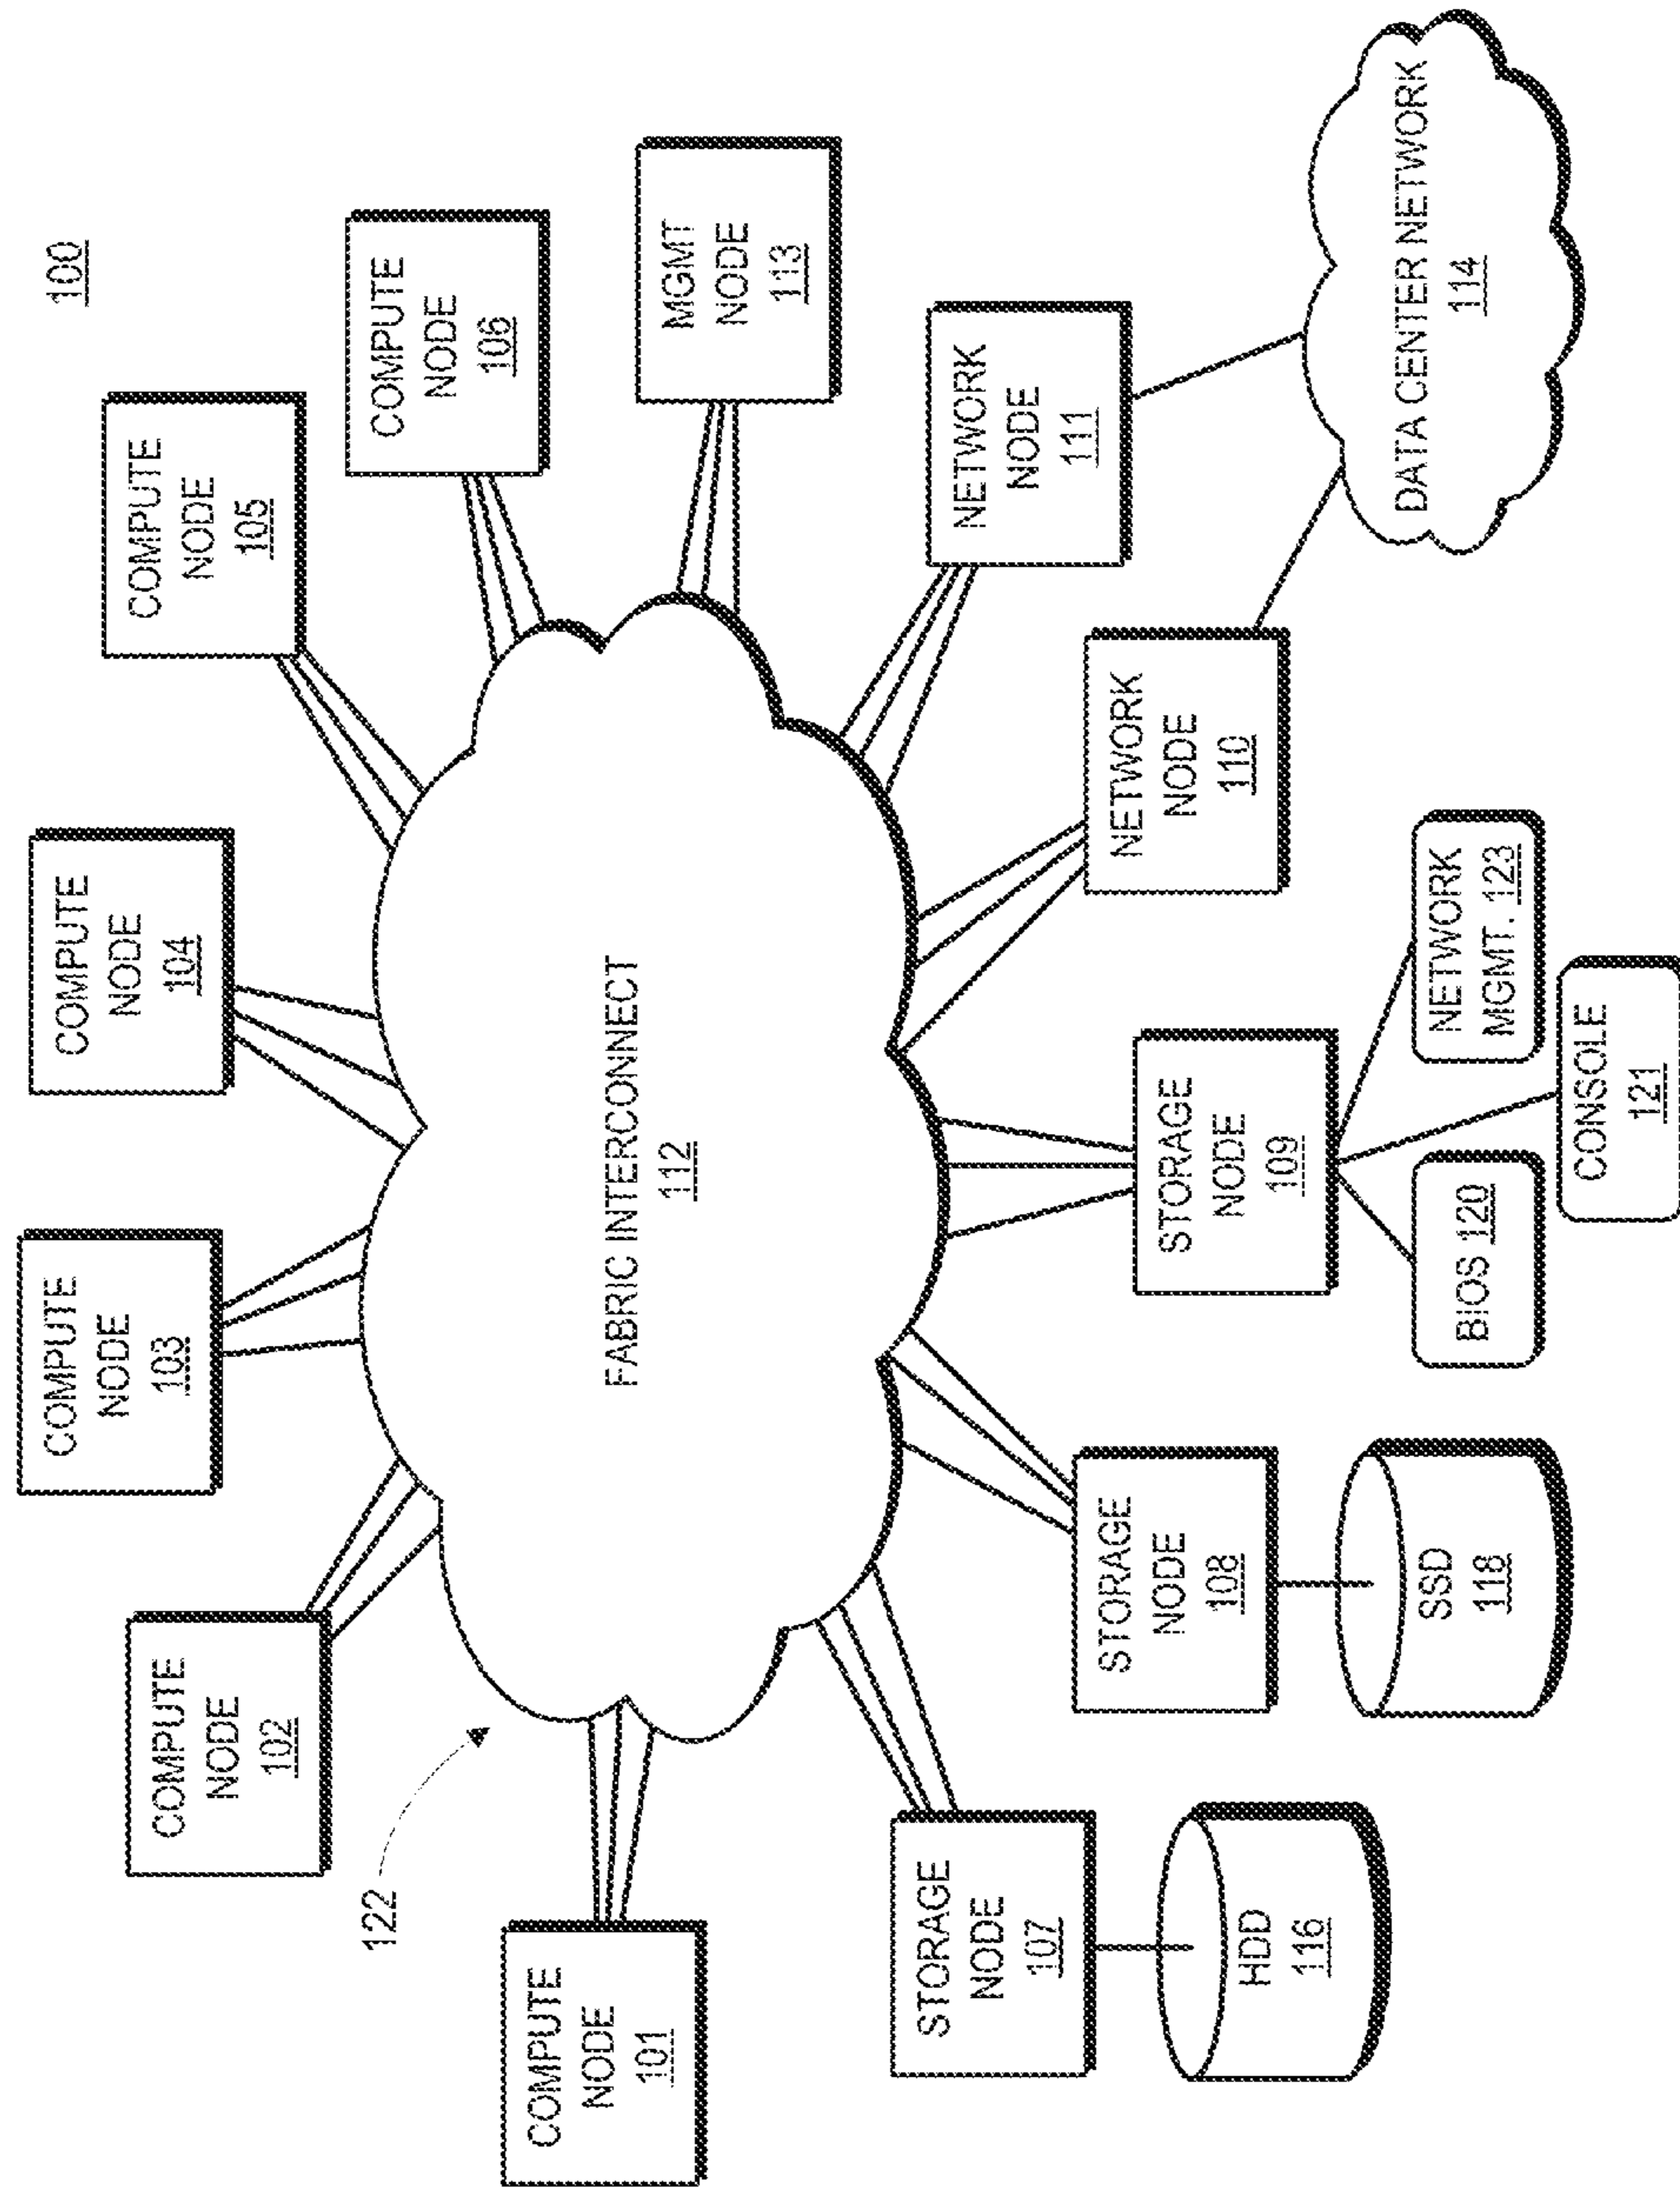 100
COMPUTE
NODE
101
COMPUTE
NODE
102
COMPUTE
NODE
103
COMPUTE
NODE
104
COMPUTE
NODE
105
COMPUTE
NODE
106
MGMT
NODE
113
122
FABRIC INTERCONNECT
112
STORAGE
NODE
107
HDD
116
STORAGE
NODE
108
SSD
118
STORAGE
NODE
109
BIOS 120
CONSOLE
121
NETWORK
MGMT. 123
NETWORK
NODE
110
NETWORK
NODE
111
DATA CENTER NETWORK
114